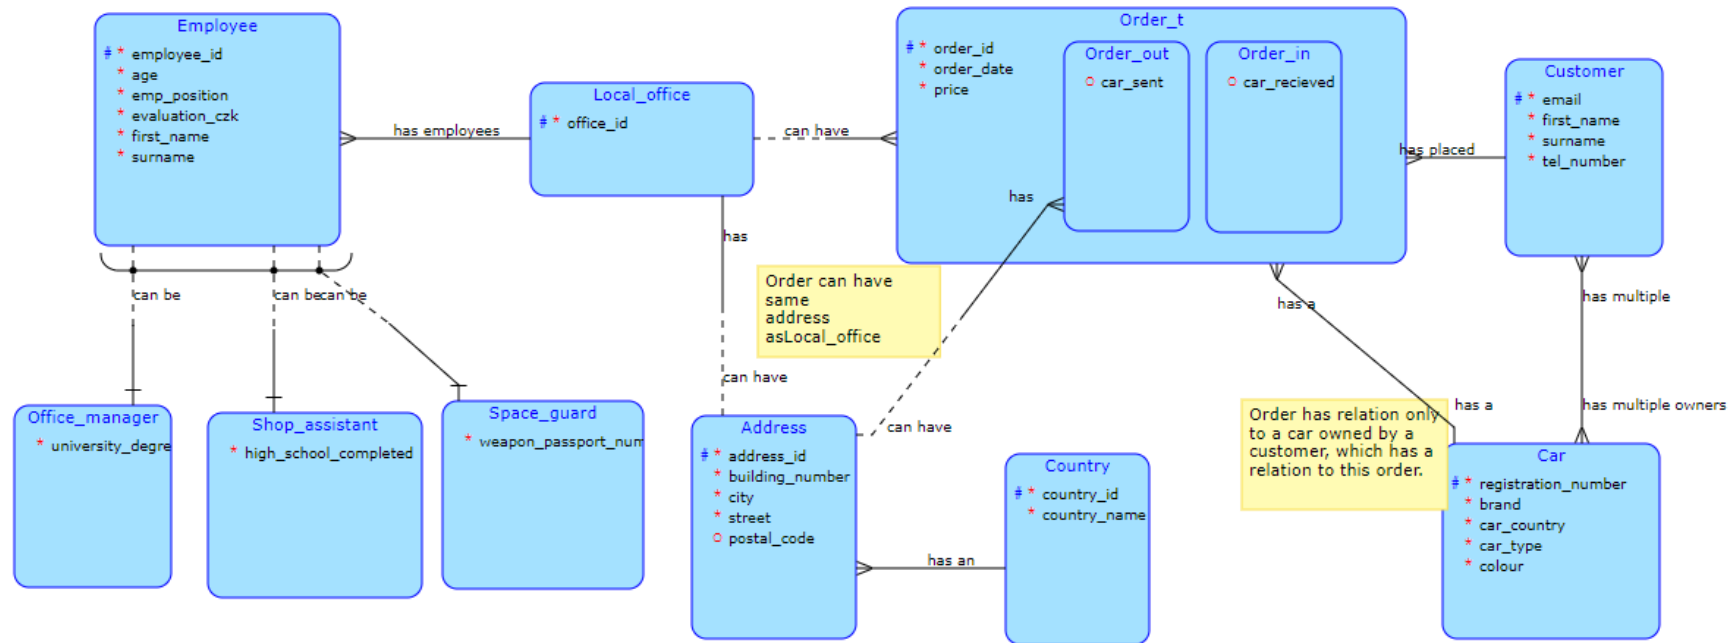 Employee
# * employee_id
* age
* emp_position
* evaluation_czk
* first_name
* surname
has employees
Local_office
# * office_id
can have
Order_t
# * order_id
* order_date
* price
Order_out
o car_sent
Order_in
o car_recieved
has placed
Customer
# * email
* first_name
* surname
* tel_number
has
has
Order can have
same
address
asLocal_office
can be
can be
can be
has a
has multiple
can have
can have
has a
has multiple owners
Office_manager
* university_degre
Shop_assistant
* high_school_completed
Space_guard
* weapon_passport_num
Address
# * address_id
* building_number
* city
* street
o postal_code
has an
Country
# * country_id
* country_name
Order has relation only
to a car owned by a
customer, which has a
relation to this order.
Car
# * registration_number
* brand
* car_country
* car_type
* colour